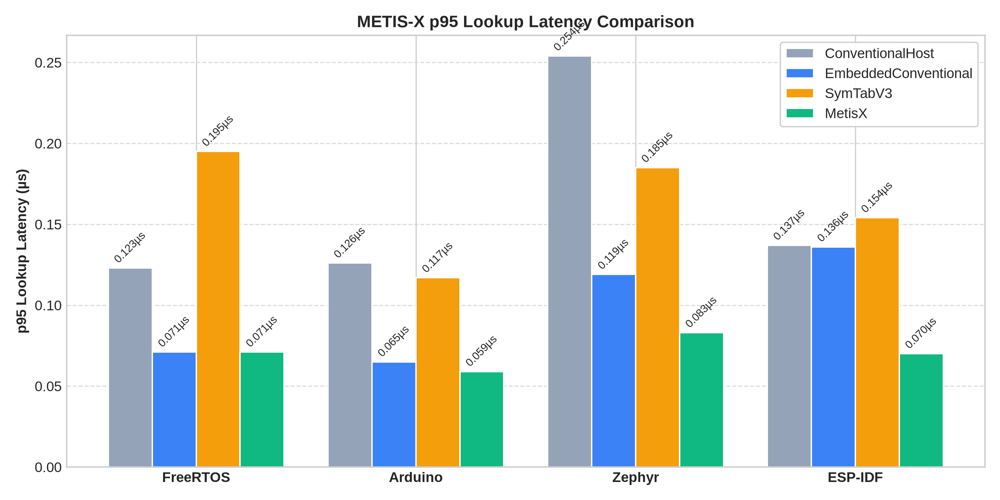 METIS-X p95 Lookup Latency Comparison
p95 Lookup Latency (µs)
0.25
0.20
0.15
0.10
0.05
0.00
0.123µs
0.071µs
0.195µs
0.071µs
0.126µs
0.065µs
0.117µs
0.059µs
0.254µs
0.119µs
0.185µs
0.083µs
0.137µs
0.136µs
0.154µs
0.070µs
ConventionalHost
EmbeddedConventional
SymTabV3
MetisX
FreeRTOS
Arduino
Zephyr
ESP-IDF